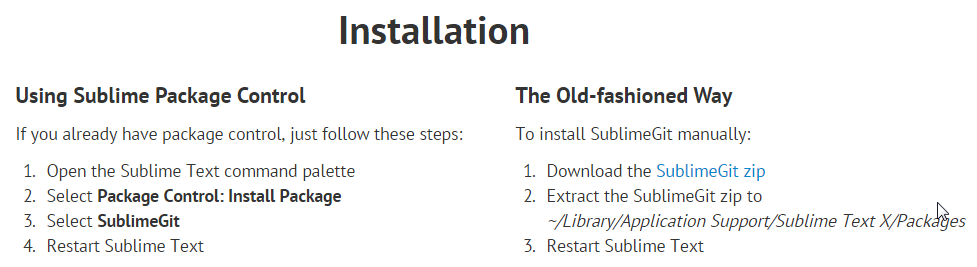 Installation
Using Sublime Package Control
If you already have package control, just follow these steps:
1. Open the Sublime Text command palette
2. Select Package Control: Install Package
3. Select SublimeGit
4. Restart Sublime Text
The Old-fashioned Way
To install SublimeGit manually:
1. Download the SublimeGit zip
2. Extract the SublimeGit zip to
~/Library/Application Support/Sublime Text X/Packages
3. Restart Sublime Text